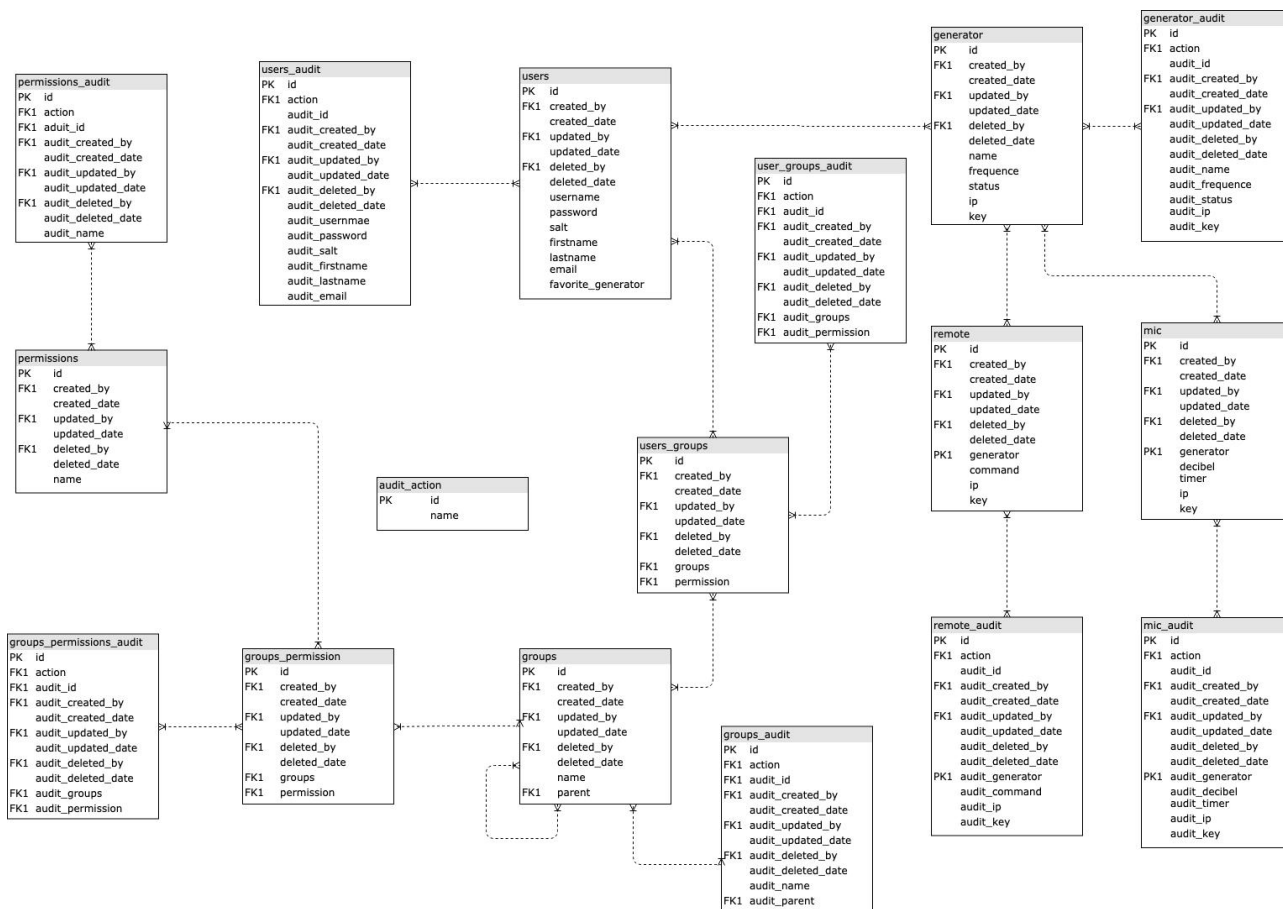 permissions_audit
PK id
FK1 action
FK1 aduit_id
FK1 audit_created_by
audit_created_date
FK1 audit_updated_by
audit_updated_date
FK1 audit_deleted_by
audit_deleted_date
audit_name
users_audit
PK id
FK1 action
audit_id
FK1 audit_created_by
audit_created_date
FK1 audit_updated_by
audit_updated_date
FK1 audit_deleted_by
audit_deleted_date
audit_usernmae
audit_password
audit_salt
audit_firstname
audit_lastname
audit_email
users
PK id
FK1 created_by
created_date
FK1 updated_by
updated_date
FK1 deleted_by
deleted_date
username
password
salt
firstname
lastname
email
favorite_generator
user_groups_audit
PK id
FK1 action
FK1 audit_id
FK1 audit_created_by
audit_created_date
FK1 audit_updated_by
audit_updated_date
FK1 audit_deleted_by
audit_deleted_date
FK1 audit_groups
FK1 audit_permission
generator
PK id
FK1 created_by
created_date
FK1 updated_by
updated_date
FK1 deleted_by
deleted_date
name
frequence
status
ip
key
generator_audit
PK id
FK1 action
audit_id
FK1 audit_created_by
audit_created_date
FK1 audit_updated_by
audit_updated_date
audit_deleted_by
audit_deleted_date
audit_name
audit_frequence
audit_status
audit_ip
audit_key
permissions
PK id
FK1 created_by
created_date
FK1 updated_by
updated_date
FK1 deleted_by
deleted_date
name
audit_action
PK id
name
users_groups
PK id
FK1 created_by
created_date
FK1 updated_by
updated_date
FK1 deleted_by
deleted_date
FK1 groups
FK1 permission
remote
PK id
FK1 created_by
created_date
FK1 updated_by
updated_date
FK1 deleted_by
deleted_date
PK1 generator
command
ip
key
mic
PK id
FK1 created_by
created_date
FK1 updated_by
updated_date
FK1 deleted_by
deleted_date
PK1 generator
decibel
timer
ip
key
groups_permissions_audit
PK id
FK1 action
FK1 audit_id
FK1 audit_created_by
audit_created_date
FK1 audit_updated_by
audit_updated_date
FK1 audit_deleted_by
audit_deleted_date
FK1 audit_groups
FK1 audit_permission
groups_permission
PK id
FK1 created_by
created_date
FK1 updated_by
updated_date
FK1 deleted_by
deleted_date
FK1 groups
FK1 permission
groups
PK id
FK1 created_by
created_date
FK1 updated_by
updated_date
FK1 deleted_by
deleted_date
name
FK1 parent
groups_audit
PK id
FK1 action
FK1 audit_id
FK1 audit_created_by
audit_created_date
FK1 audit_updated_by
audit_updated_date
FK1 audit_deleted_by
audit_deleted_date
audit_name
FK1 audit_parent
remote_audit
PK id
FK1 action
audit_id
FK1 audit_created_by
audit_created_date
FK1 audit_updated_by
audit_updated_date
audit_deleted_by
audit_deleted_date
PK1 audit_generator
audit_command
audit_ip
audit_key
mic_audit
PK id
FK1 action
audit_id
FK1 audit_created_by
audit_created_date
FK1 audit_updated_by
audit_updated_date
audit_deleted_by
audit_deleted_date
PK1 audit_generator
audit_decibel
audit_timer
audit_ip
audit_key